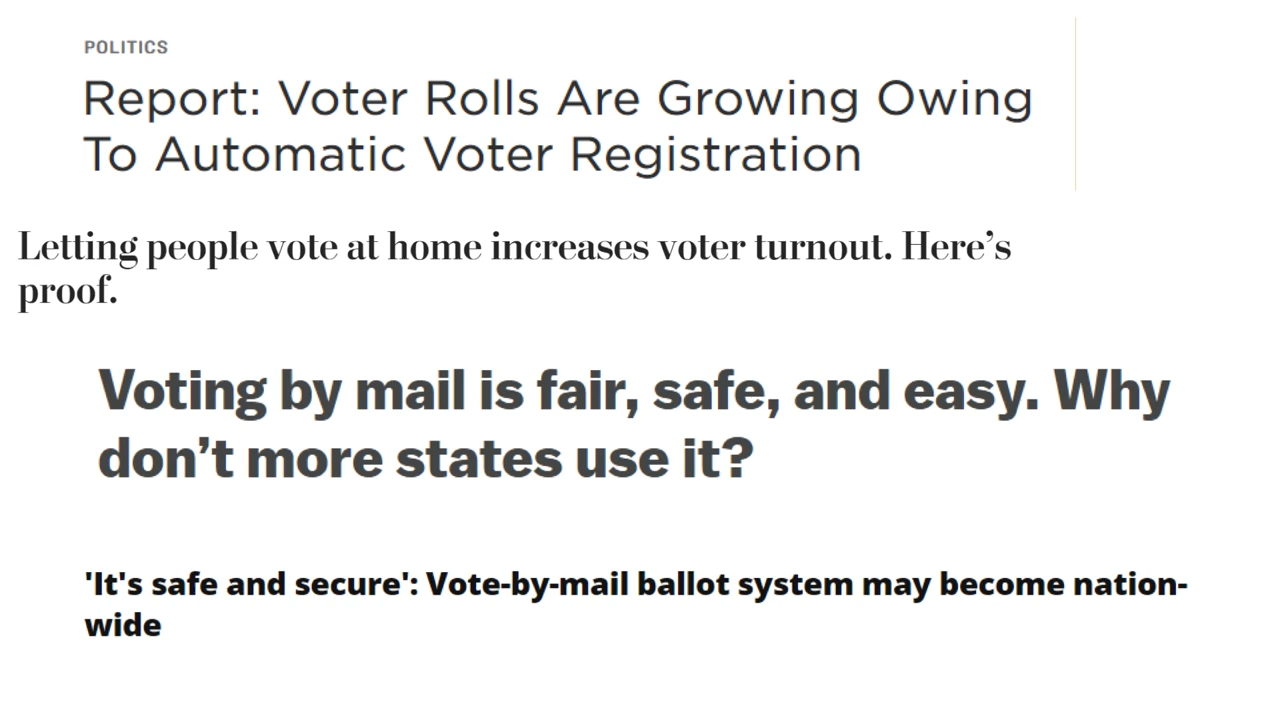 POLITICS
Report: Voter Rolls Are Growing Owing
To Automatic Voter Registration
Letting people vote at home increases voter turnout. Here’s
proof.
Voting by mail is fair, safe, and easy. Why
don’t more states use it?
'It's safe and secure': Vote-by-mail ballot system may become nation-
wide